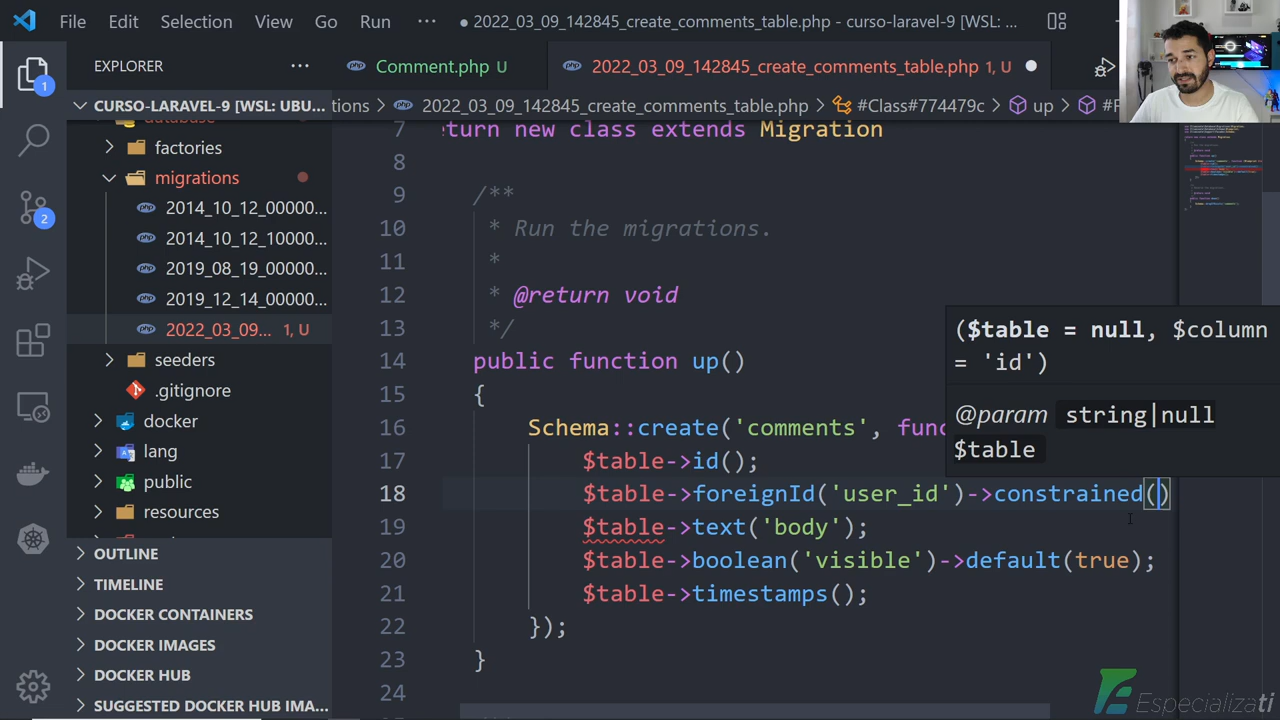 File Edit Selection View Go Run ··· ● 2022_03_09_142845_create_comments_table.php - curso-laravel-9 [WSL: ...
EXPLORER ···
Comment.php U
2022_03_09_142845_create_comments_table.php 1, U ●
CURSO-LARAVEL-9 [WSL: UBU...
tions > 2022_03_09_142845_create_comments_table.php > #Class#774479c > up >
database
factories
migrations
2014_10_12_00000...
2014_10_12_10000...
2019_08_19_00000...
2019_12_14_00000...
2022_03_09... 1, U
seeders
.gitignore
docker
lang
public
resources
OUTLINE
TIMELINE
DOCKER CONTAINERS
DOCKER IMAGES
DOCKER HUB
SUGGESTED DOCKER HUB IMA...
1
2
7 turn new class extends Migration
8
9 /**
10 * Run the migrations.
11 *
12 * @return void
13 */
14 public function up()
15 {
16 Schema::create('comments', func
17 $table->id();
18 $table->foreignId('user_id')->constrained()
19 $table->text('body');
20 $table->boolean('visible')->default(true);
21 $table->timestamps();
22 });
23 }
24
($table = null, $column
= 'id')
@param string|null
$table
Especializati